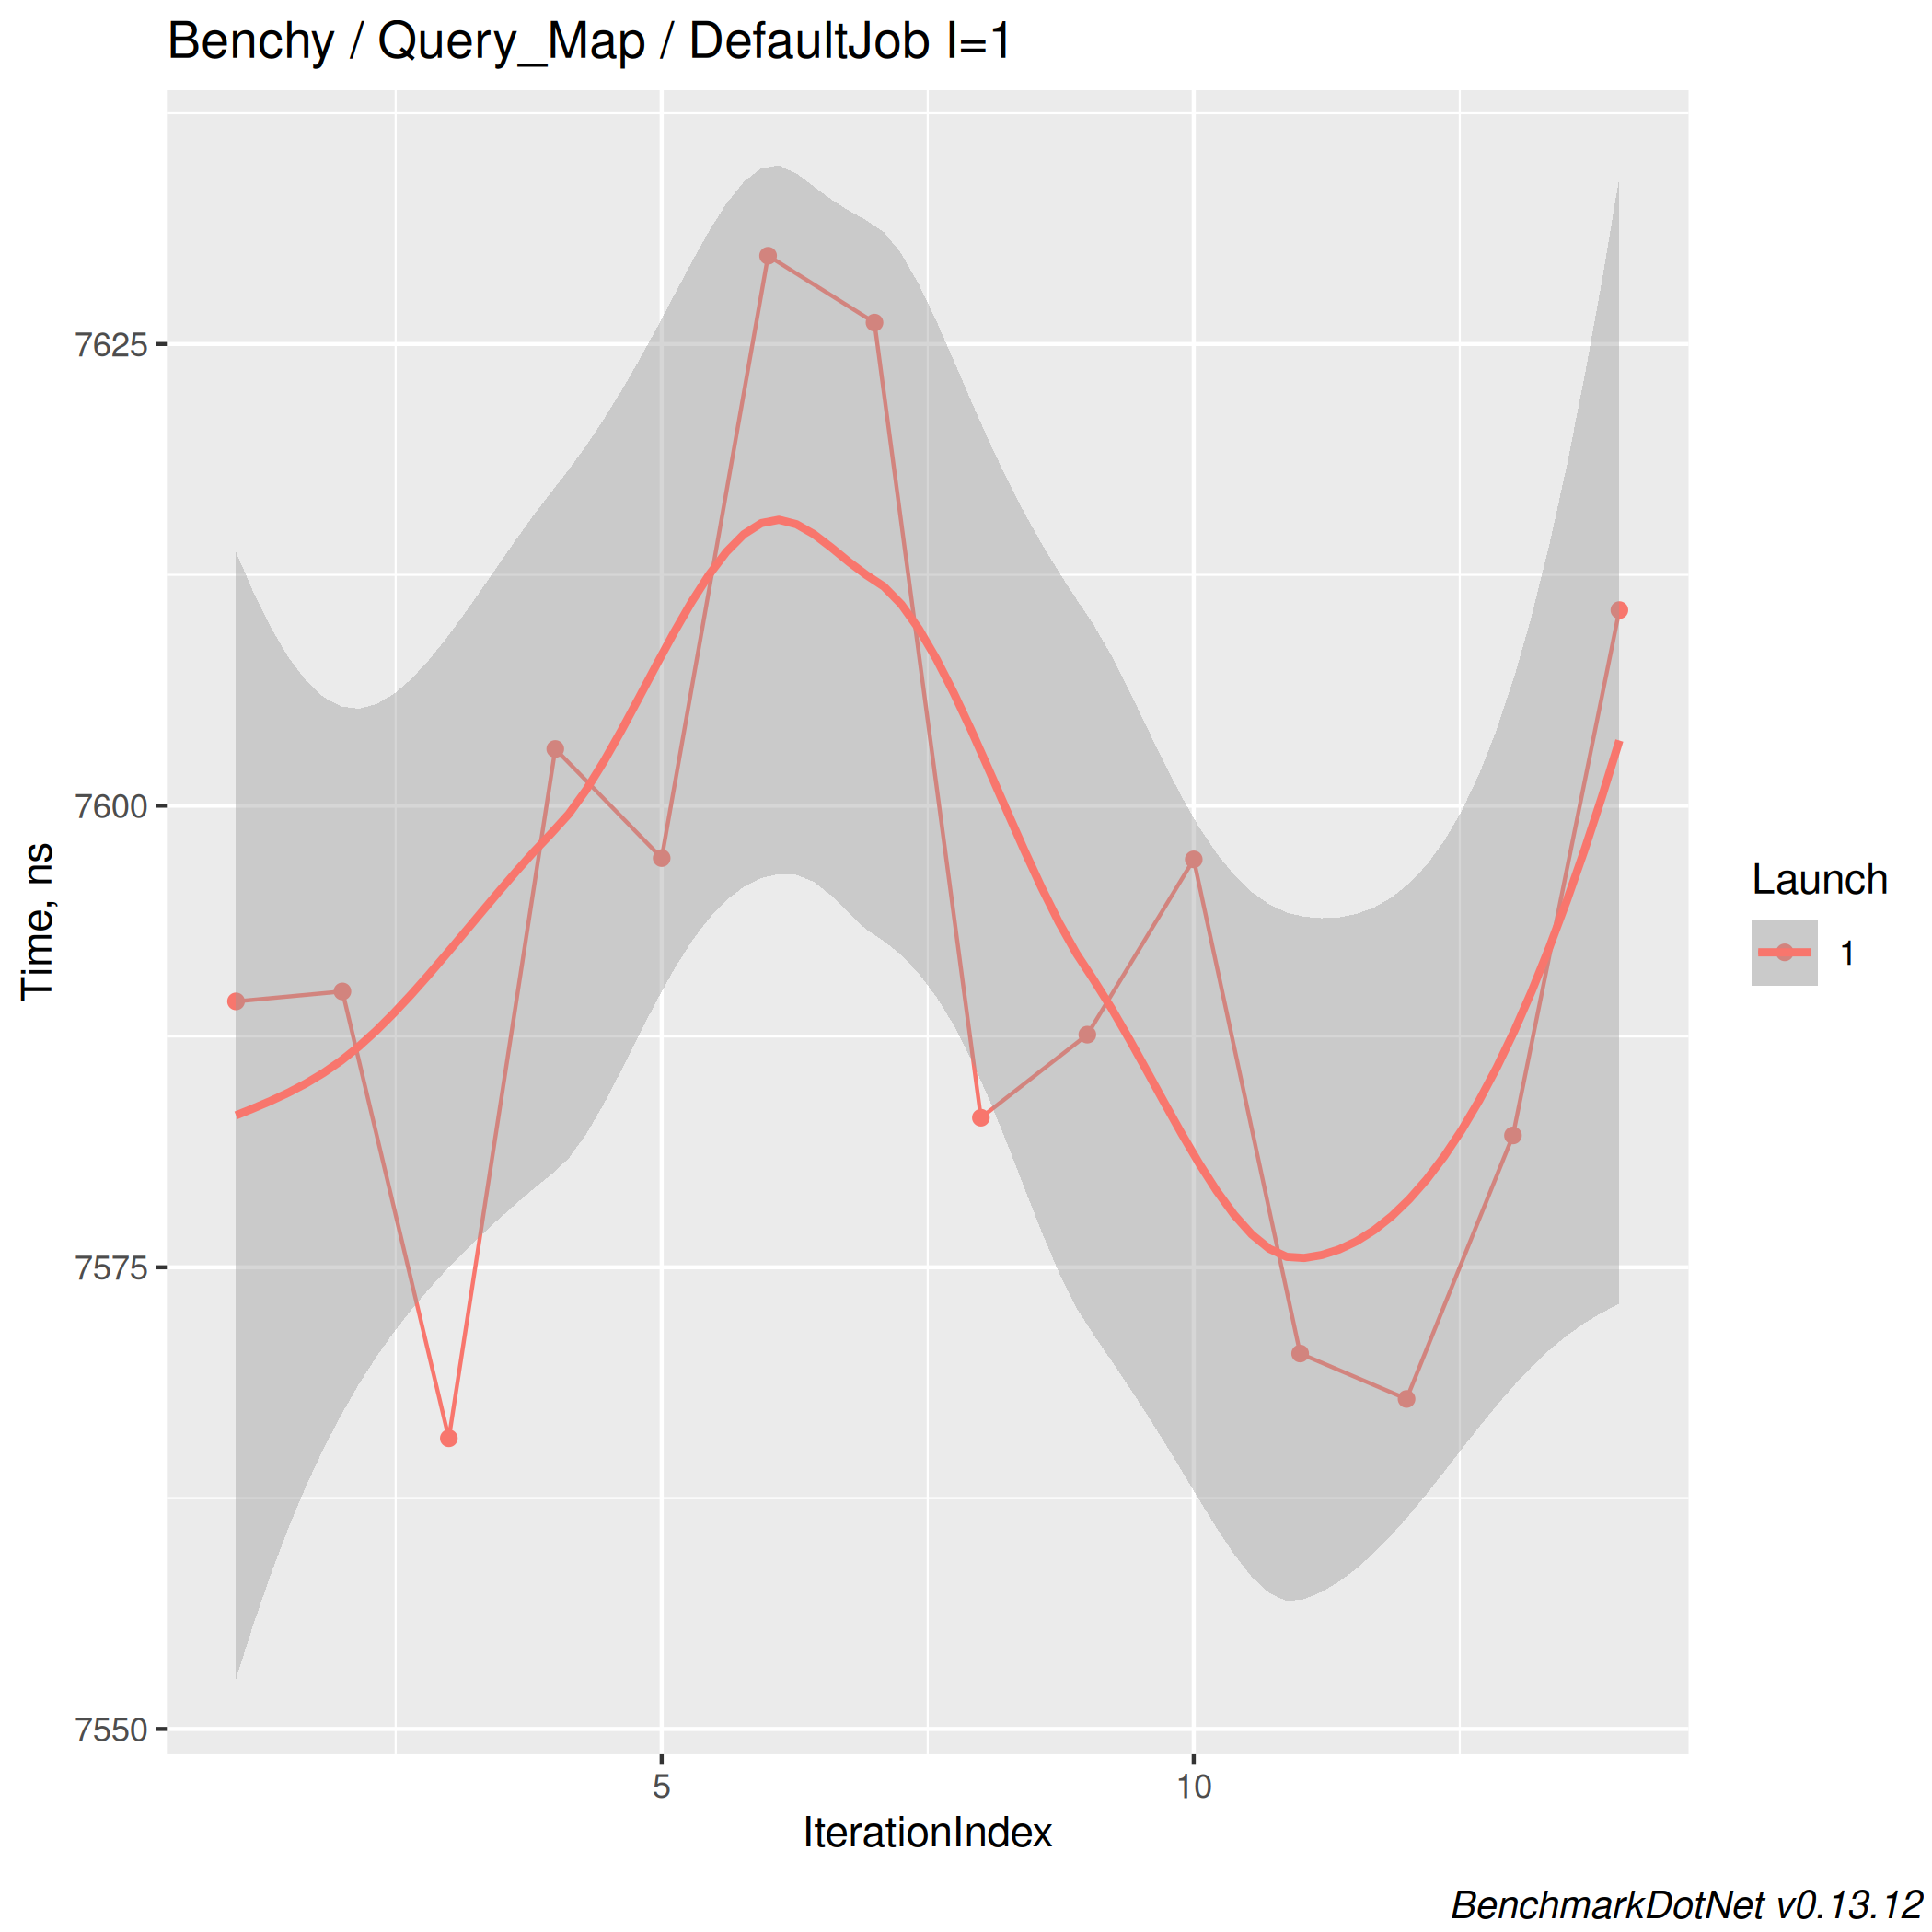 Benchy / Query_Map / DefaultJob I=1
Time, ns
7625
7600
7575
7550
5
10
IterationIndex
Launch
1
BenchmarkDotNet v0.13.12